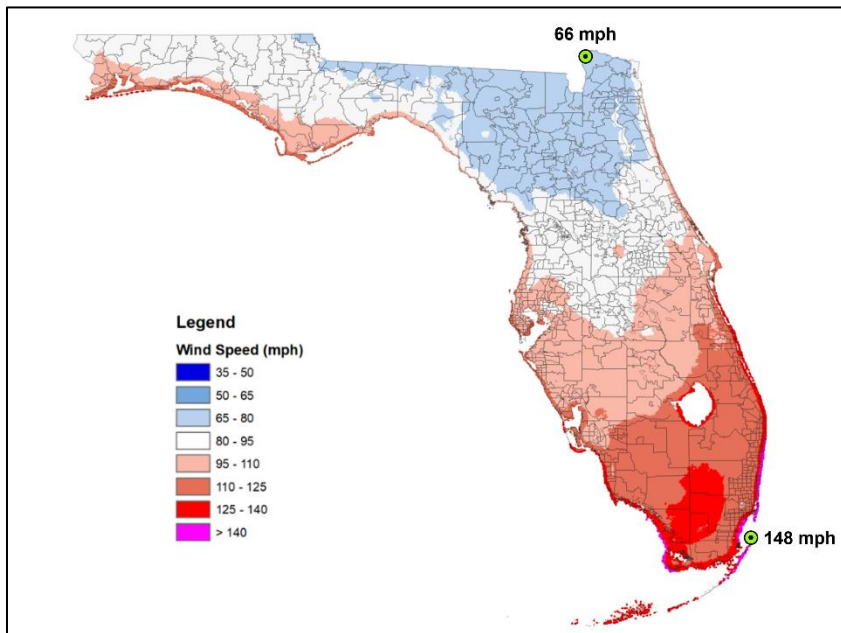 66 mph
Legend
Wind Speed (mph)
35 - 50
50 - 65
65 - 80
80 - 95
95 - 110
110 - 125
125 - 140
> 140
148 mph